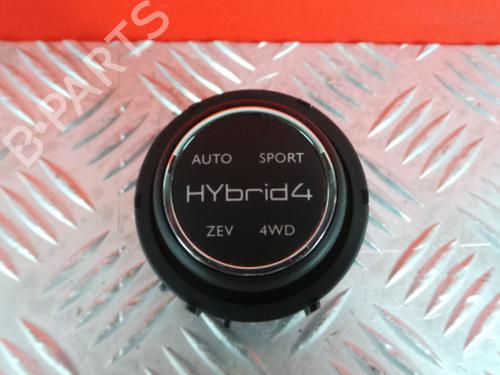 B-PARTS
AUTO SPORT
HYbrid4
ZEV 4WD